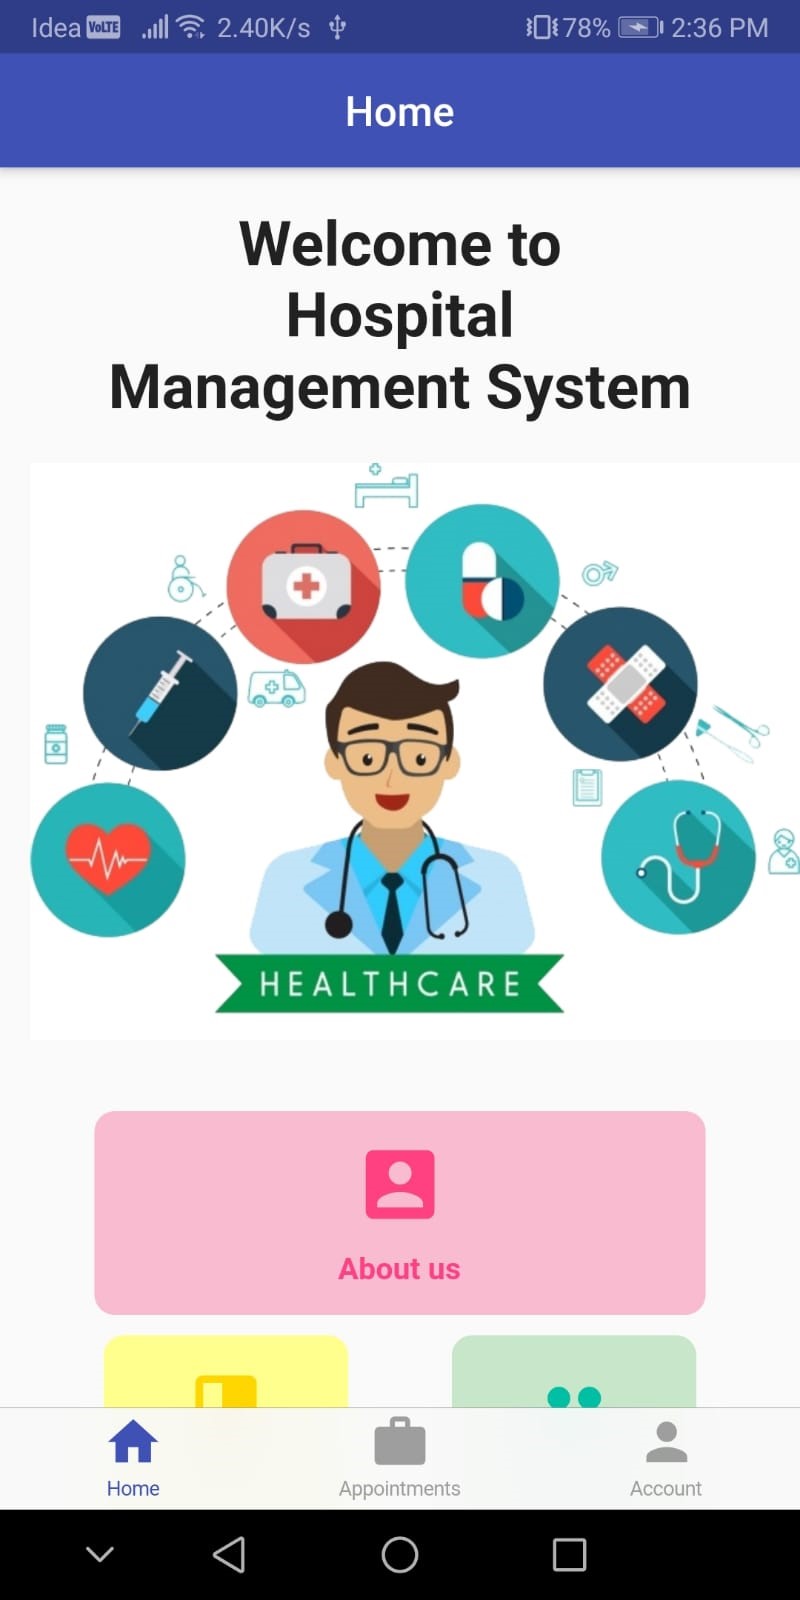 Idea VoLTE 2.40K/s 78% 2:36 PM
Home
Welcome to
Hospital
Management System
HEALTHCARE
About us
Home Appointments Account